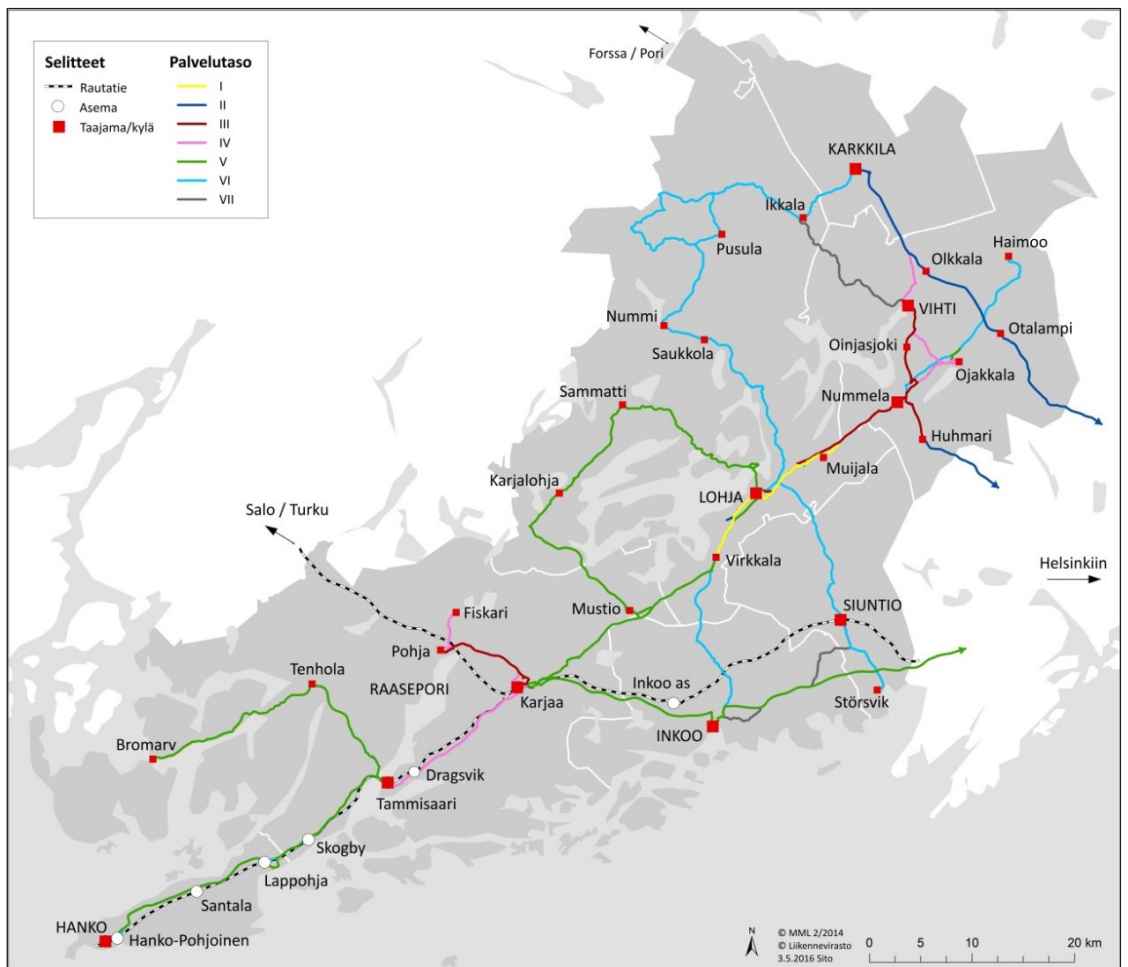 Forssa / Pori
Selitteet
Rautatie
Asema
Taajama/kylä
Palvelutaso
I
II
III
IV
V
VI
VII
KARKKILA
Ikkala
Pusula
Haimoo
Olkkala
VIHTI
Nummi
Saukkola
Oinjasjoki
Otalampi
Ojakkala
Sammatti
Nummela
Huhmari
Muijala
Karjalohja
LOHJA
Salo / Turku
Virkkala
Helsinkiin
Fiskari
Mustio
SIUNTIO
Pohja
Tenhola
RAASEPORI
Karjaa
Inkoo as
Störsvik
Bromarv
INKOO
Dragsvik
Tammisaari
Skogby
Lappohja
Santala
HANKO
Hanko-Pohjoinen
N
© MML 2/2014
© Liikennevirasto
3.5.2016 Sito
0 5 10 20 km